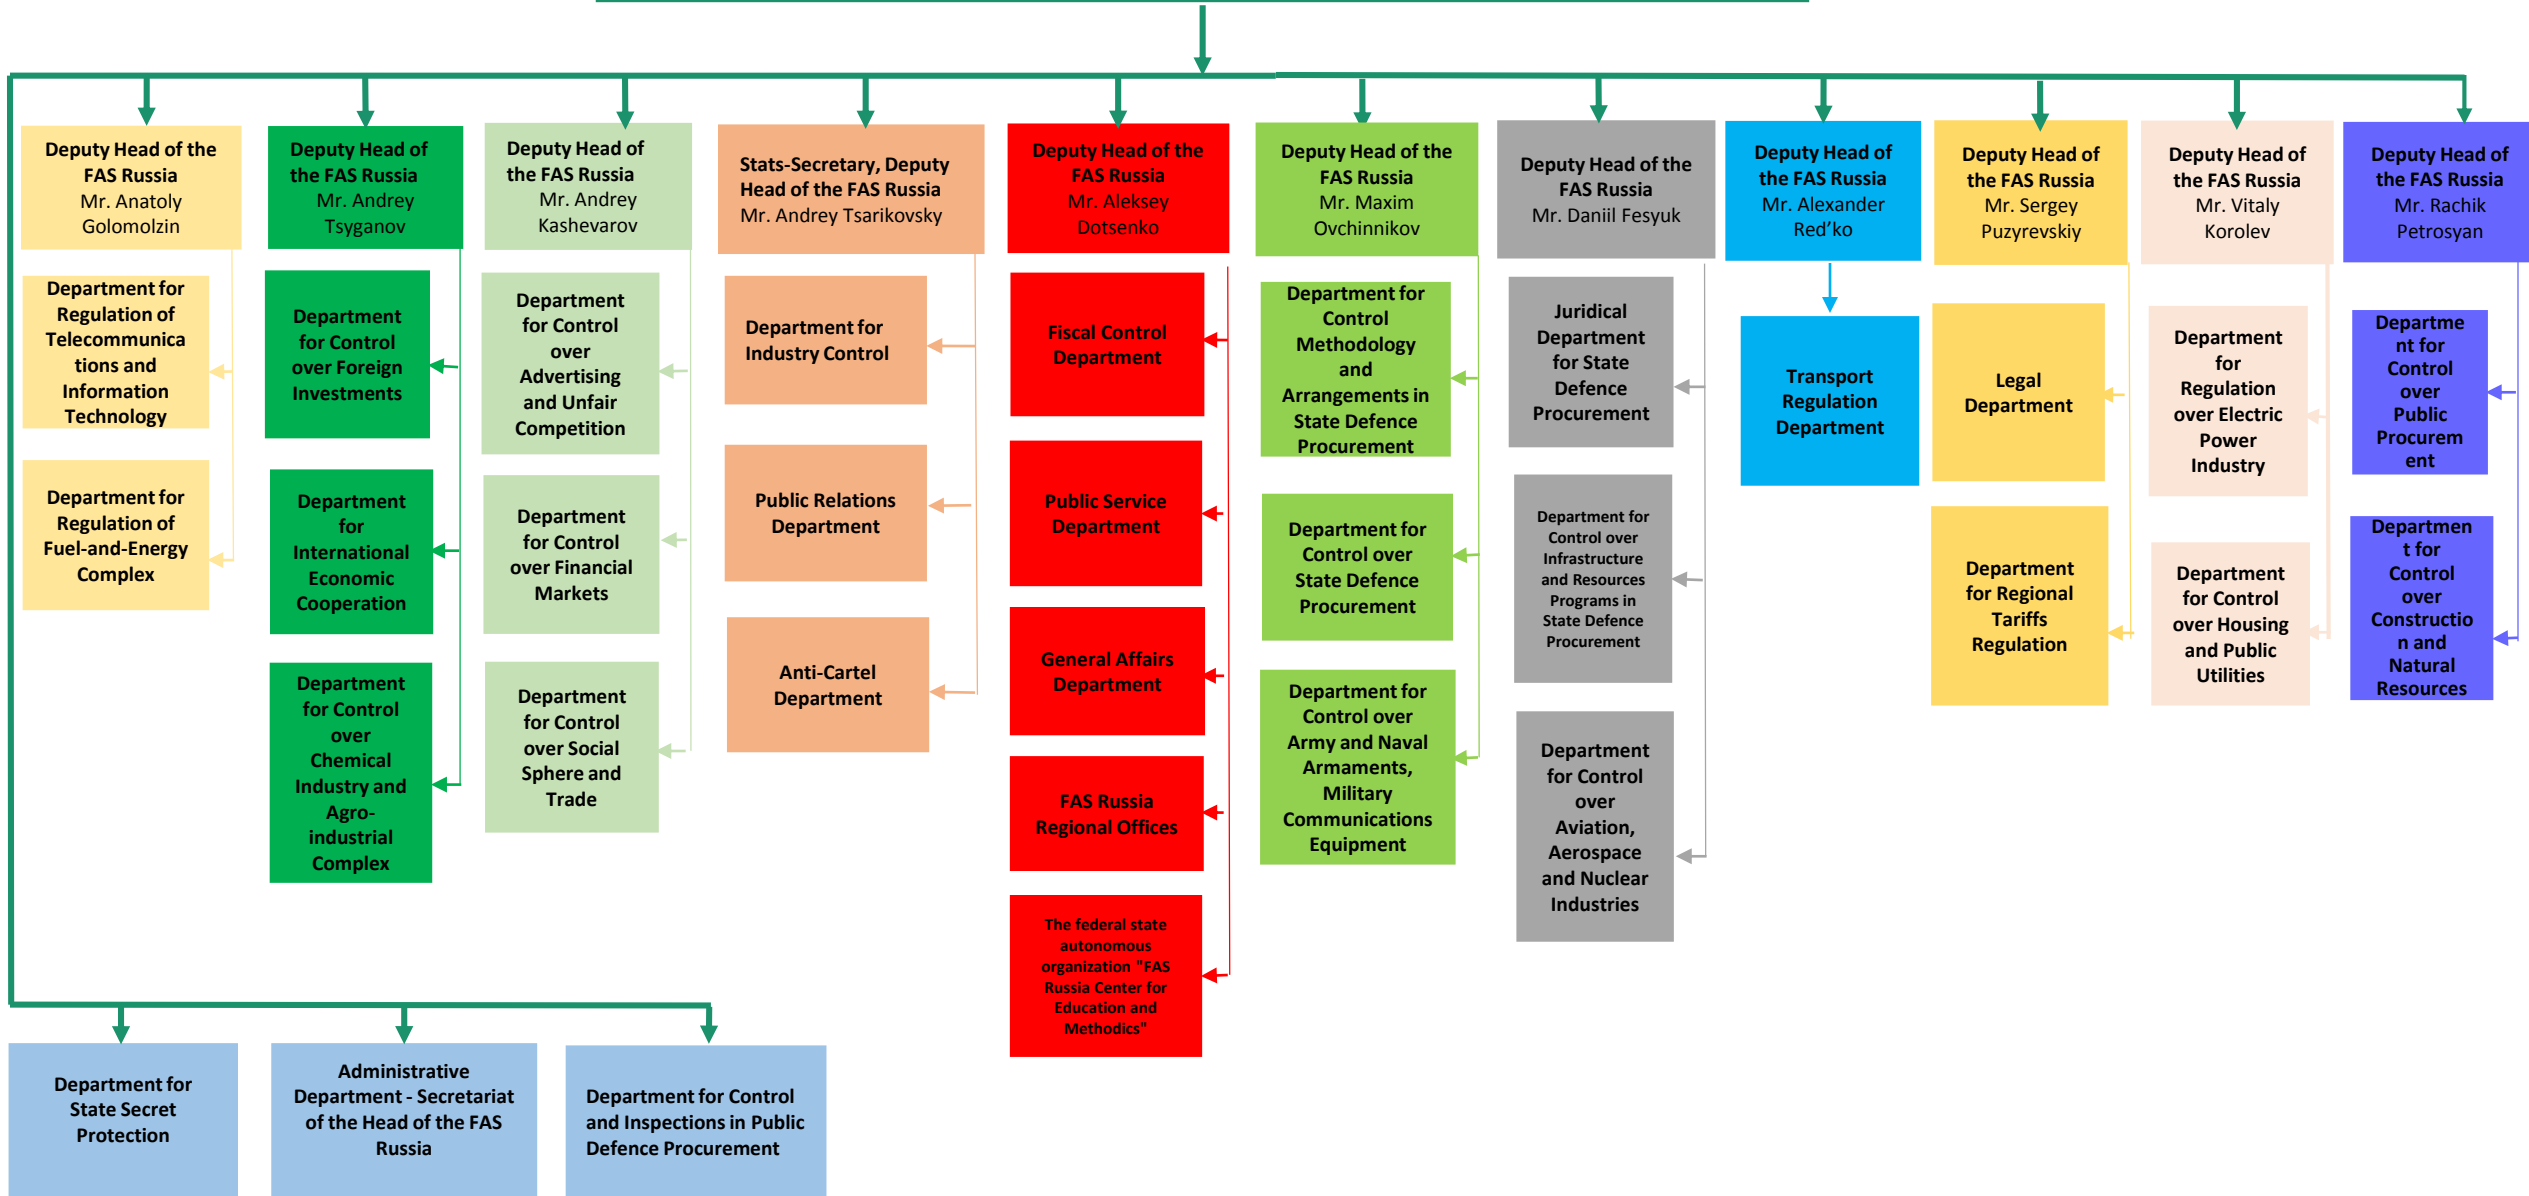 Deputy Head of the
FAS Russia
Mr. Anatoly
Golomolzin
Department for
Regulation of
Telecommunica
tions and
Information
Technology
Department for
Regulation of
Fuel-and-Energy
Complex
Deputy Head of
the FAS Russia
Mr. Andrey
Tsyganov
Department
for Control
over Foreign
Investments
Department
for
International
Economic
Cooperation
Department
for Control
over
Chemical
Industry and
Agro-
industrial
Complex
Deputy Head of
the FAS Russia
Mr. Andrey
Kashevarov
Department
for Control
over
Advertising
and Unfair
Competition
Department
for Control
over Financial
Markets
Department
for Control
over Social
Sphere and
Trade
Stats-Secretary, Deputy
Head of the FAS Russia
Mr. Andrey Tsarikovsky
Department for
Industry Control
Public Relations
Department
Anti-Cartel
Department
Deputy Head of the
FAS Russia
Mr. Aleksey
Dotsenko
Fiscal Control
Department
Public Service
Department
General Affairs
Department
FAS Russia
Regional Offices
The federal state
autonomous
organization "FAS
Russia Center for
Education and
Methodics"
Deputy Head of the
FAS Russia
Mr. Maxim
Ovchinnikov
Department for
Control
Methodology
and
Arrangements in
State Defence
Procurement
Department for
Control over
State Defence
Procurement
Department for
Control over
Army and Naval
Armaments,
Military
Communications
Equipment
Deputy Head of the
FAS Russia
Mr. Daniil Fesyuk
Juridical
Department
for State
Defence
Procurement
Department for
Control over
Infrastructure
and Resources
Programs in
State Defence
Procurement
Department
for Control
over
Aviation,
Aerospace
and Nuclear
Industries
Deputy Head of
the FAS Russia
Mr. Alexander
Red’ko
Transport
Regulation
Department
Deputy Head of
the FAS Russia
Mr. Sergey
Puzyrevskiy
Legal
Department
Department
for Regional
Tariffs
Regulation
Deputy Head of
the FAS Russia
Mr. Vitaly
Korolev
Department
for
Regulation
over Electric
Power
Industry
Department
for Control
over Housing
and Public
Utilities
Deputy Head of
the FAS Russia
Mr. Rachik
Petrosyan
Departme
nt for
Control
over
Public
Procurem
ent
Departmen
t for
Control
over
Constructio
n and
Natural
Resources
Department for
State Secret
Protection
Administrative
Department - Secretariat
of the Head of the FAS
Russia
Department for Control
and Inspections in Public
Defence Procurement